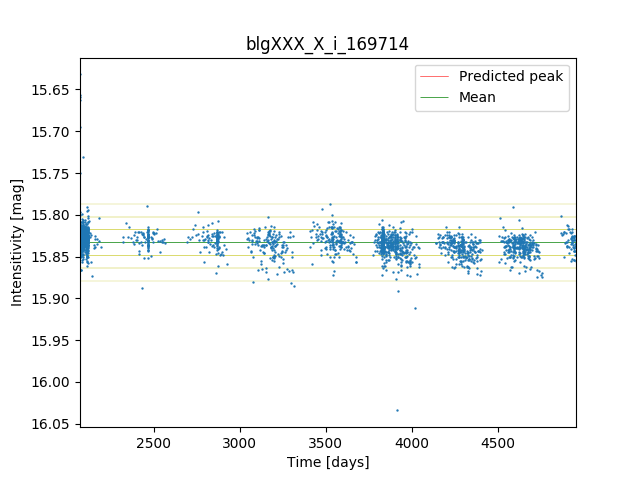 blgXXX_X_i_169714
Predicted peak
Mean
Intensitivity [mag]
15.65
15.70
15.75
15.80
15.85
15.90
15.95
16.00
16.05
2500
3000
3500
4000
4500
Time [days]